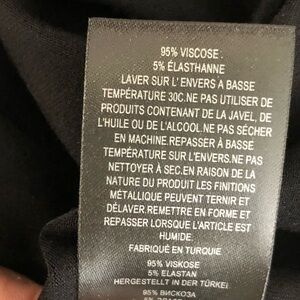 95% VISCOSE .
5% ÉLASTHANNE
LAVER SUR L' ENVERS À BASSE
TEMPÉRATURE 30C.NE PAS UTILISER DE
PRODUITS CONTENANT DE LA JAVEL, DE
L'HUILE OU DE L'ALCOOL.NE PAS SÉCHER
EN MACHINE.REPASSER À BASSE
TEMPÉRATURE SUR L'ENVERS.NE PAS
NETTOYER À SEC.EN RAISON DE LA
NATURE DU PRODUIT LES FINITIONS
MÉTALLIQUE PEUVENT TERNIR ET
DÉLAVER.REMETTRE EN FORME ET
REPASSER LORSQUE L'ARTICLE EST
HUMIDE.
FABRIQUÉ EN TURQUIE
95% VISKOSE
5% ELASTAN
HERGESTELLT IN DER TÜRKEI
95% ВИСКОЗА